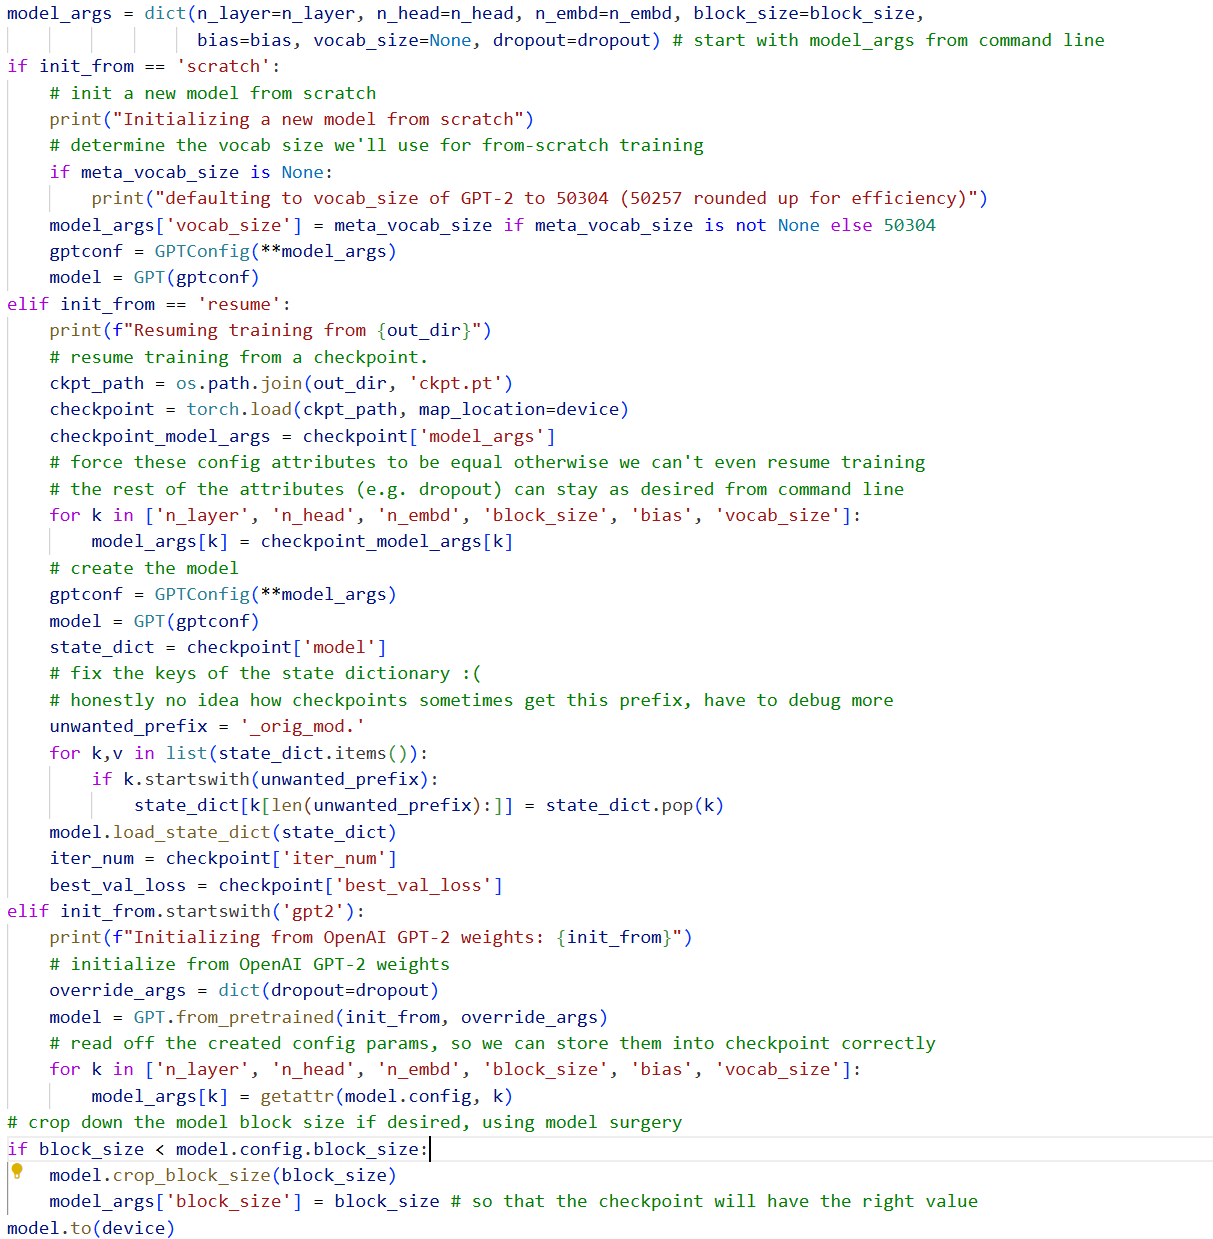 model_args = dict(n_layer=n_layer, n_head=n_head, n_embd=n_embd, block_size=block_size,
                  bias=bias, vocab_size=None, dropout=dropout) # start with model_args from command line
if init_from == 'scratch':
    # init a new model from scratch
    print("Initializing a new model from scratch")
    # determine the vocab size we'll use for from-scratch training
    if meta_vocab_size is None:
        print("defaulting to vocab_size of GPT-2 to 50304 (50257 rounded up for efficiency)")
    model_args['vocab_size'] = meta_vocab_size if meta_vocab_size is not None else 50304
    gptconf = GPTConfig(**model_args)
    model = GPT(gptconf)
elif init_from == 'resume':
    print(f"Resuming training from {out_dir}")
    # resume training from a checkpoint.
    ckpt_path = os.path.join(out_dir, 'ckpt.pt')
    checkpoint = torch.load(ckpt_path, map_location=device)
    checkpoint_model_args = checkpoint['model_args']
    # force these config attributes to be equal otherwise we can't even resume training
    # the rest of the attributes (e.g. dropout) can stay as desired from command line
    for k in ['n_layer', 'n_head', 'n_embd', 'block_size', 'bias', 'vocab_size']:
        model_args[k] = checkpoint_model_args[k]
    # create the model
    gptconf = GPTConfig(**model_args)
    model = GPT(gptconf)
    state_dict = checkpoint['model']
    # fix the keys of the state dictionary :(
    # honestly no idea how checkpoints sometimes get this prefix, have to debug more
    unwanted_prefix = '_orig_mod.'
    for k,v in list(state_dict.items()):
        if k.startswith(unwanted_prefix):
            state_dict[k[len(unwanted_prefix):]] = state_dict.pop(k)
    model.load_state_dict(state_dict)
    iter_num = checkpoint['iter_num']
    best_val_loss = checkpoint['best_val_loss']
elif init_from.startswith('gpt2'):
    print(f"Initializing from OpenAI GPT-2 weights: {init_from}")
    # initialize from OpenAI GPT-2 weights
    override_args = dict(dropout=dropout)
    model = GPT.from_pretrained(init_from, override_args)
    # read off the created config params, so we can store them into checkpoint correctly
    for k in ['n_layer', 'n_head', 'n_embd', 'block_size', 'bias', 'vocab_size']:
        model_args[k] = getattr(model.config, k)
# crop down the model block size if desired, using model surgery
if block_size < model.config.block_size:
    model.crop_block_size(block_size)
    model_args['block_size'] = block_size # so that the checkpoint will have the right value
model.to(device)